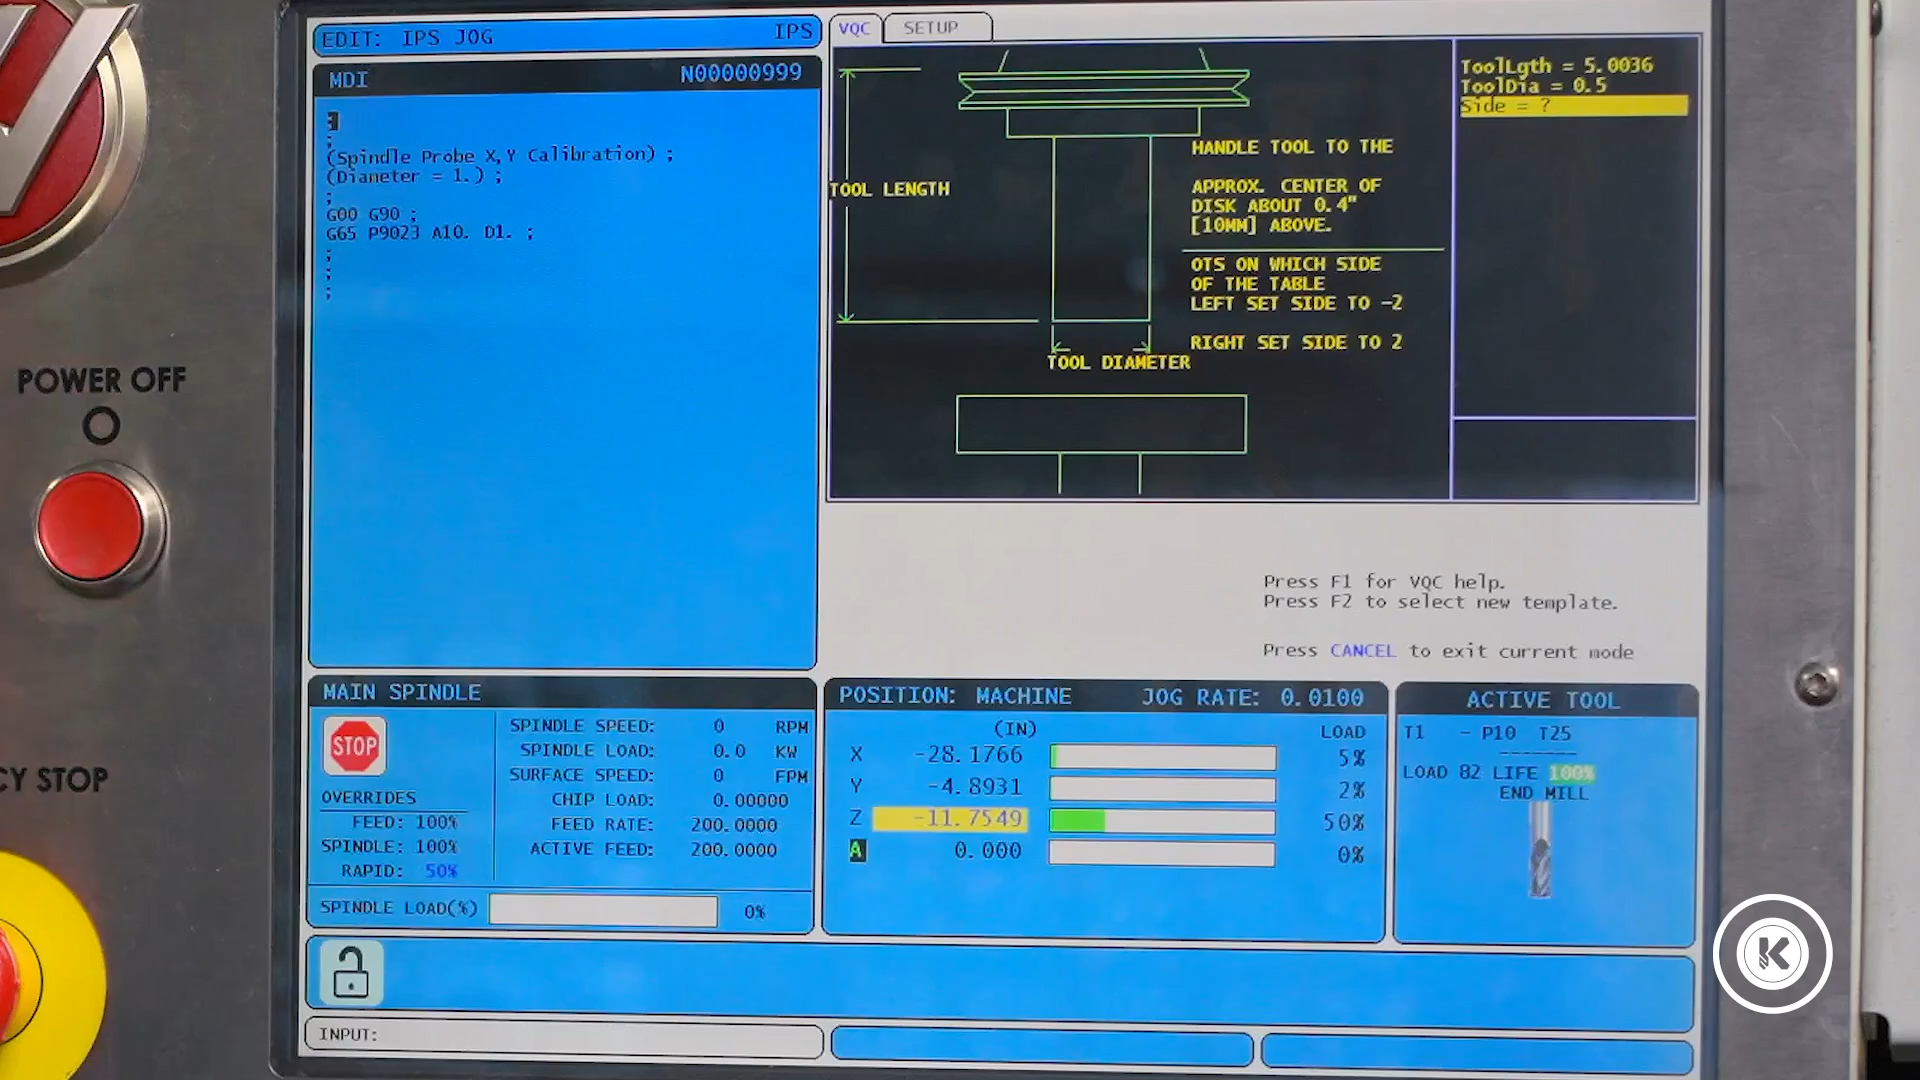 EDIT: IPS JOG IPS
MDI N00000999
;
;
(Spindle Probe X,Y Calibration) ;
(Diameter = 1.) ;
;
G00 G90 ;
G65 P9023 A10. D1. ;
;
;
;
VQC SETUP
TOOL LENGTH
HANDLE TOOL TO THE
APPROX. CENTER OF
DISK ABOUT 0.4"
[10MM] ABOVE.
OTS ON WHICH SIDE
OF THE TABLE
LEFT SET SIDE TO -2
RIGHT SET SIDE TO 2
TOOL DIAMETER
ToolLgth = 5.0036
ToolDia = 0.5
Side = ?
Press F1 for VQC help.
Press F2 to select new template.
Press CANCEL to exit current mode
POWER OFF
CY STOP
MAIN SPINDLE
STOP
SPINDLE SPEED: 0 RPM
SPINDLE LOAD: 0.0 KW
SURFACE SPEED: 0 FPM
CHIP LOAD: 0.00000
FEED RATE: 200.0000
ACTIVE FEED: 200.0000
OVERRIDES
FEED: 100%
SPINDLE: 100%
RAPID: 50%
SPINDLE LOAD(%) 0%
POSITION: MACHINE JOG RATE: 0.0100
(IN) LOAD
X -28.1766 5%
Y -4.8931 2%
Z -11.7549 50%
A 0.000 0%
ACTIVE TOOL
T1 - P10 T25
LOAD 82 LIFE 100%
END MILL
INPUT:
K